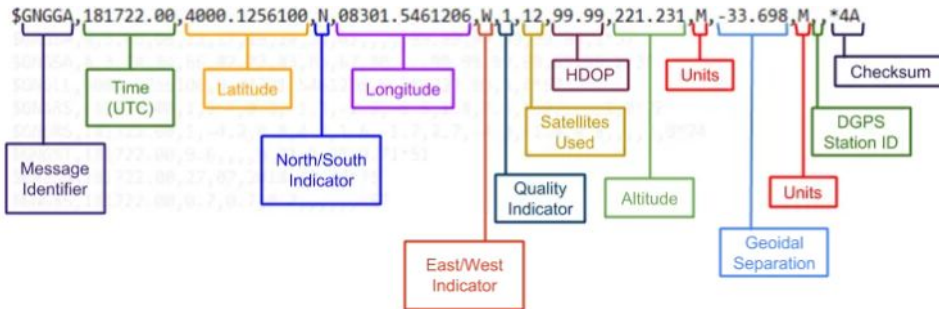 $GNGGA,181722.00,4000.1256100,N,08301.5461206,W,1,12,99.99,221.231,M,-33.698,M,,*4A
Time
(UTC)
Latitude
Longitude
HDOP
Units
Checksum
Message
Identifier
North/South
Indicator
Satellites
Used
DGPS
Station ID
Quality
Indicator
Altitude
Units
East/West
Indicator
Geoidal
Separation